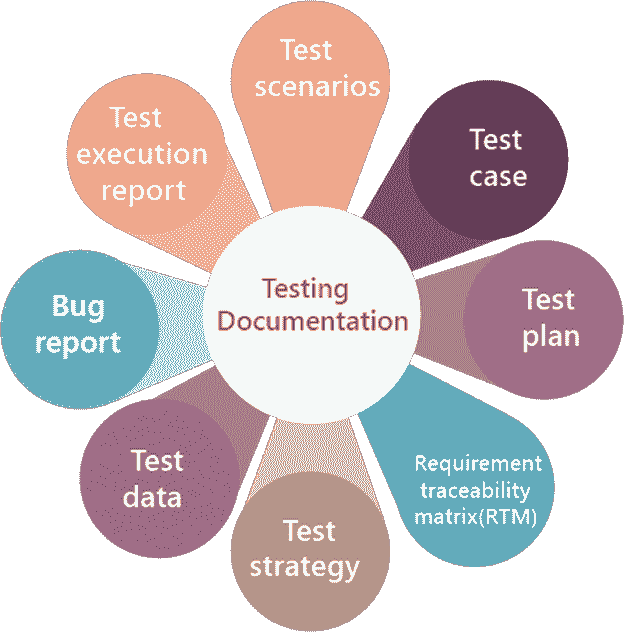 Test
scenarios
Test
case
Test
plan
Requirement
traceability
matrix(RTM)
Test
strategy
Test
data
Bug
report
Test
execution
report
Testing
Documentation